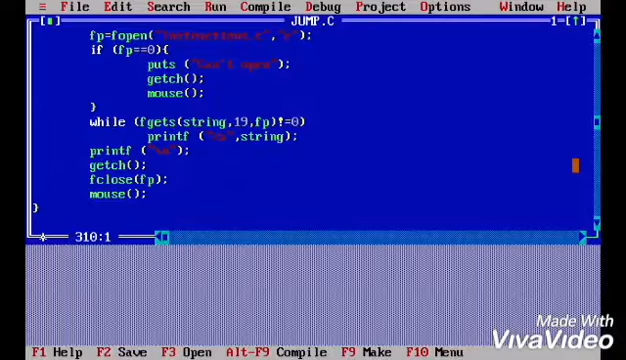 ≡ File Edit Search Run Compile Debug Project Options Window Help
[■] JUMP.C 1=[↑]
fp=fopen(
if (fp==0){
puts ("Can't open");
getch();
mouse();
}
while (fgets(string,19,fp)!=0)
printf ("%s",string);
printf ( );
getch();
fclose(fp);
mouse();
}
310:1
F1 Help F2 Save F3 Open Alt-F9 Compile F9 Make F10 Menu
Made With
VivaVideo